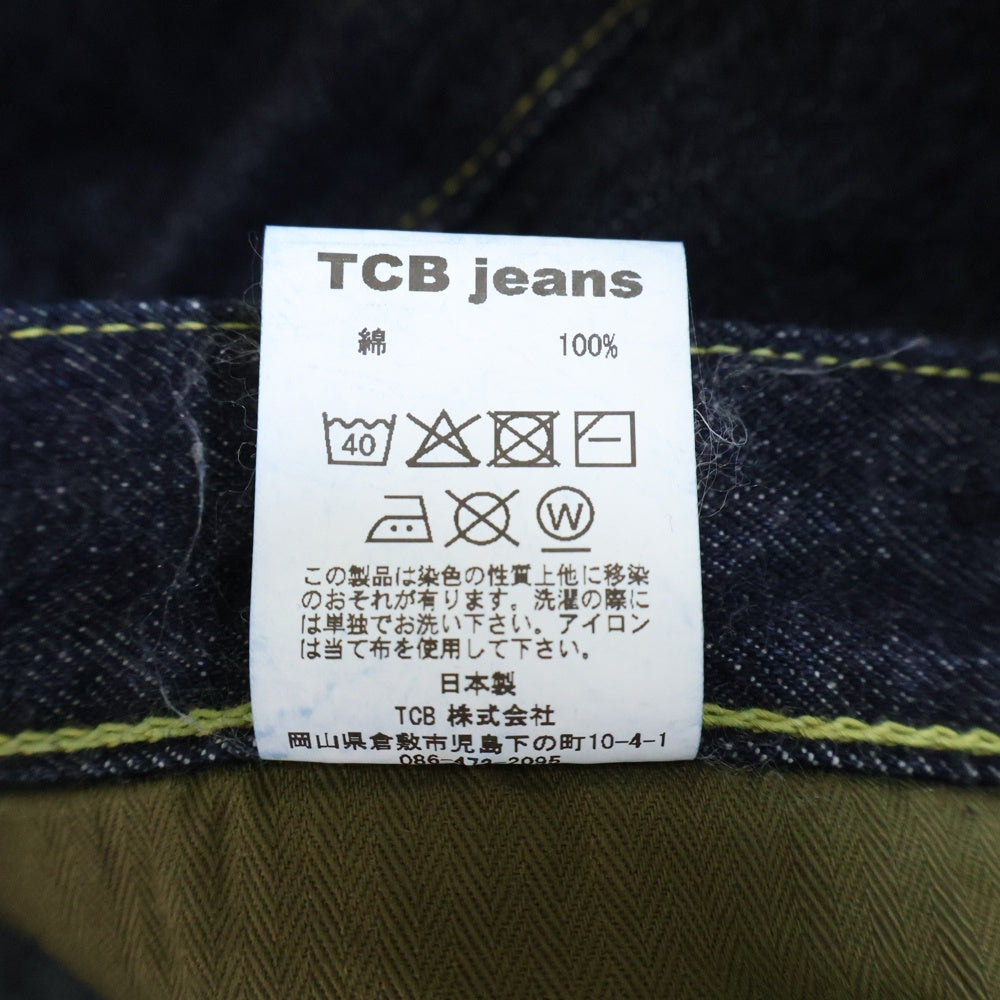 TCB jeans
綿 100%
40
W
この製品は染色の性質上他に移染
のおそれが有ります。洗濯の際に
は単独でお洗い下さい。アイロン
は当て布を使用して下さい。
日本製
TCB 株式会社
岡山県倉敷市児島下の町10-4-1